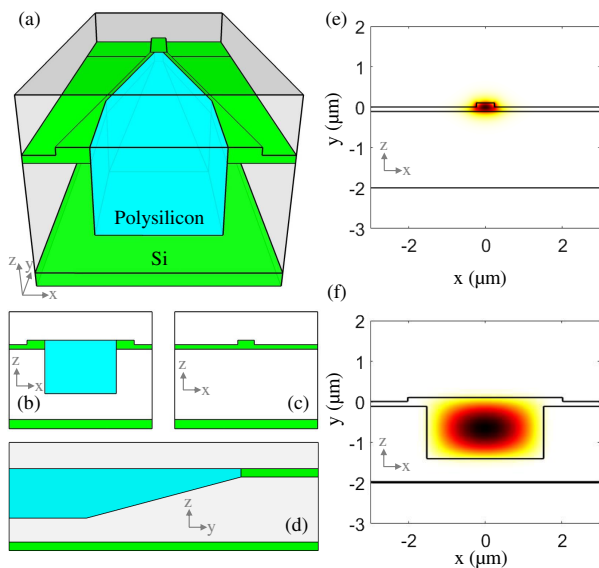 (a)
Polysilicon
Si
z
y
x
z
x
(b)
z
x
(c)
z
y
(d)
(e)
1
0
-1
-2
-3
2
y (μm)
z
x
-2
0
2
x (μm)
(f)
3
2
1
0
-1
-2
-3
y (μm)
z
x
-2
0
2
x (μm)